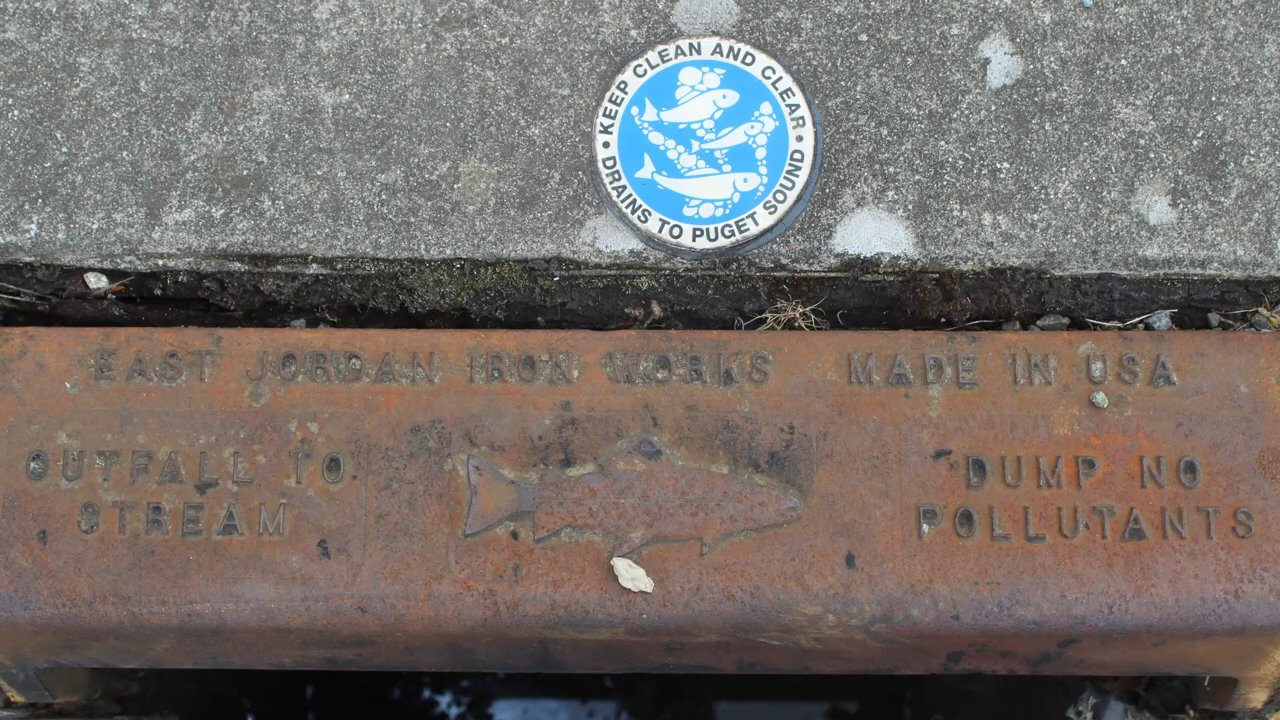 KEEP CLEAN AND CLEAR
• DRAINS TO PUGET SOUND •
EAST JORDAN IRON WORKS MADE IN USA
OUTFALL TO
STREAM
DUMP NO
POLLUTANTS